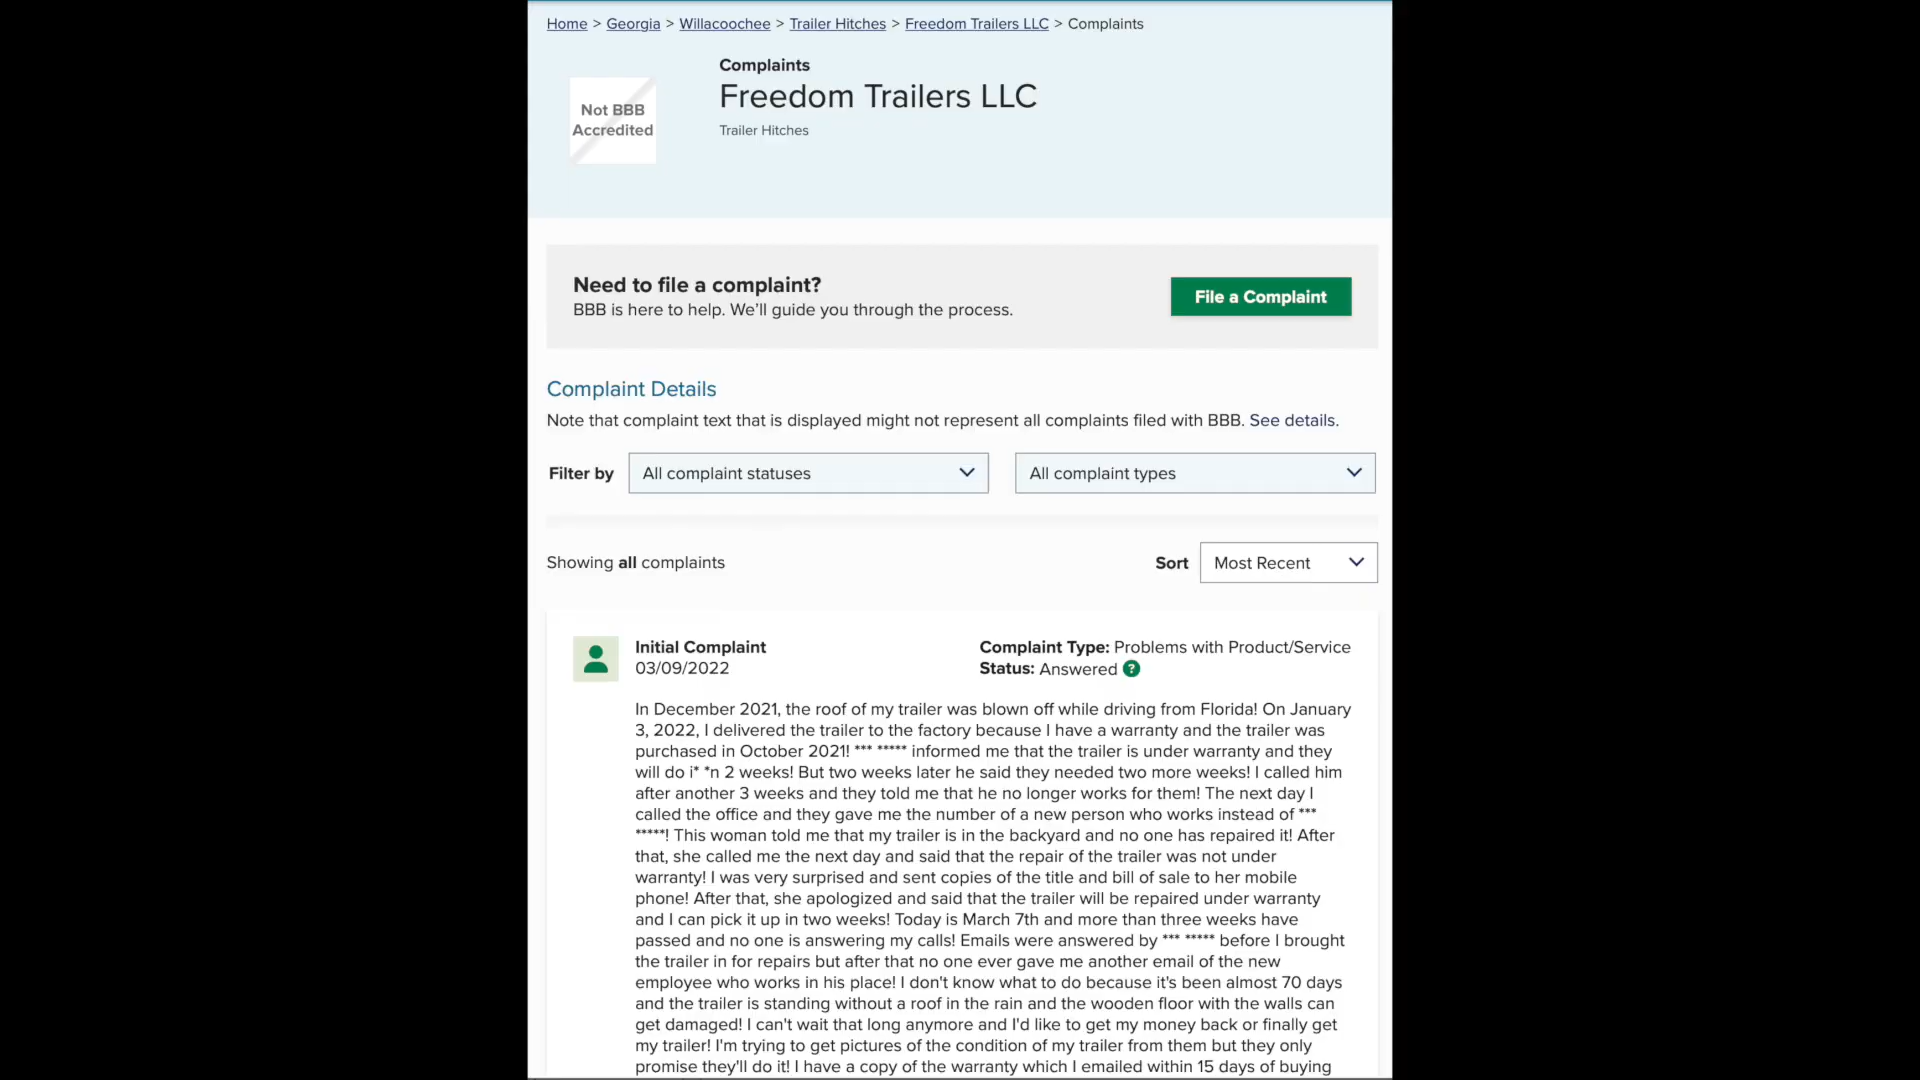 Home > Georgia > Willacoochee > Trailer Hitches > Freedom Trailers LLC > Complaints
Not BBB
Accredited
Complaints
Freedom Trailers LLC
Trailer Hitches
Need to file a complaint?
BBB is here to help. We'll guide you through the process.
File a Complaint
Complaint Details
Note that complaint text that is displayed might not represent all complaints filed with BBB. See details.
Filter by
All complaint statuses
All complaint types
Showing all complaints
Sort
Most Recent
Initial Complaint
03/09/2022
Complaint Type: Problems with Product/Service
Status: Answered ?
In December 2021, the roof of my trailer was blown off while driving from Florida! On January
3, 2022, I delivered the trailer to the factory because I have a warranty and the trailer was
purchased in October 2021! *** ***** informed me that the trailer is under warranty and they
will do i* *n 2 weeks! But two weeks later he said they needed two more weeks! I called him
after another 3 weeks and they told me that he no longer works for them! The next day I
called the office and they gave me the number of a new person who works instead of ***
*****! This woman told me that my trailer is in the backyard and no one has repaired it! After
that, she called me the next day and said that the repair of the trailer was not under
warranty! I was very surprised and sent copies of the title and bill of sale to her mobile
phone! After that, she apologized and said that the trailer will be repaired under warranty
and I can pick it up in two weeks! Today is March 7th and more than three weeks have
passed and no one is answering my calls! Emails were answered by *** ***** before I brought
the trailer in for repairs but after that no one ever gave me another email of the new
employee who works in his place! I don't know what to do because it's been almost 70 days
and the trailer is standing without a roof in the rain and the wooden floor with the walls can
get damaged! I can't wait that long anymore and I'd like to get my money back or finally get
my trailer! I'm trying to get pictures of the condition of my trailer from them but they only
promise they'll do it! I have a copy of the warranty which I emailed within 15 days of buying